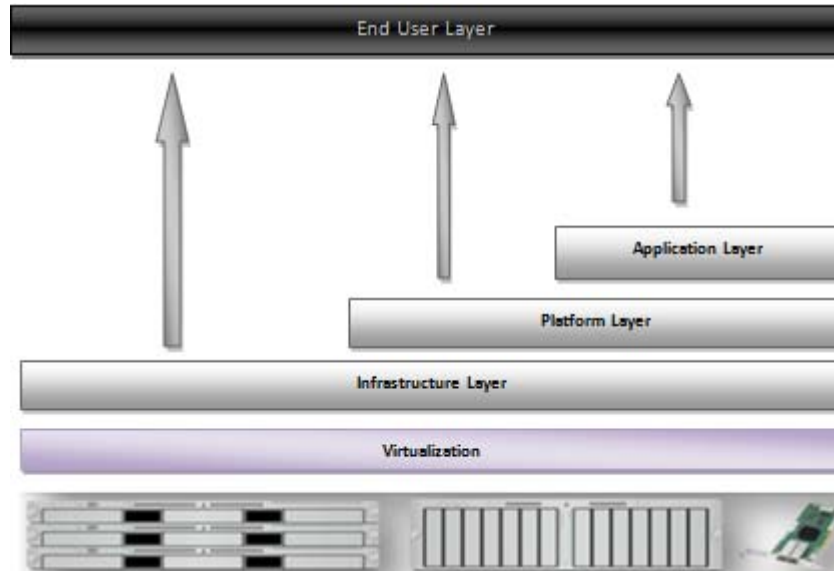 End User Layer
Application Layer
Platform Layer
Infrastructure Layer
Virtualization